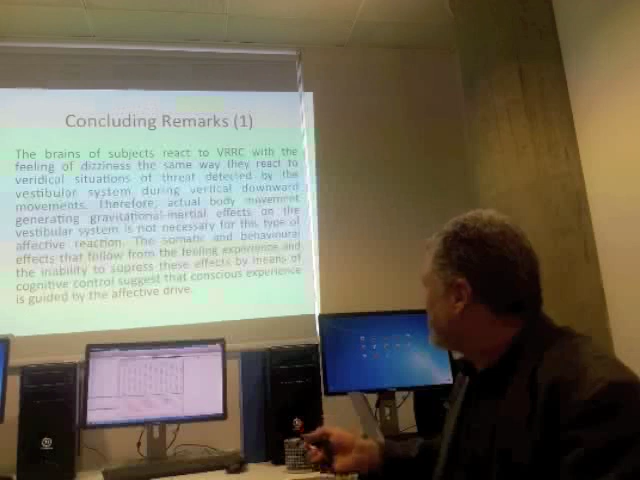 Concluding Remarks (1)
The brains of subjects react to VRRC with the
feeling of dizziness the same way they react to
veridical situations of threat detected by the
vestibular system during vertical downward
movements. Therefore, actual body movement
generating gravitational-inertial effects on the
vestibular system is not necessary for this type of
affective reaction. The somatic and behavioural
effects that follow from the feeling experience and
the inability to supress these effects by means of
cognitive control suggest that conscious experience
is guided by the affective drive.